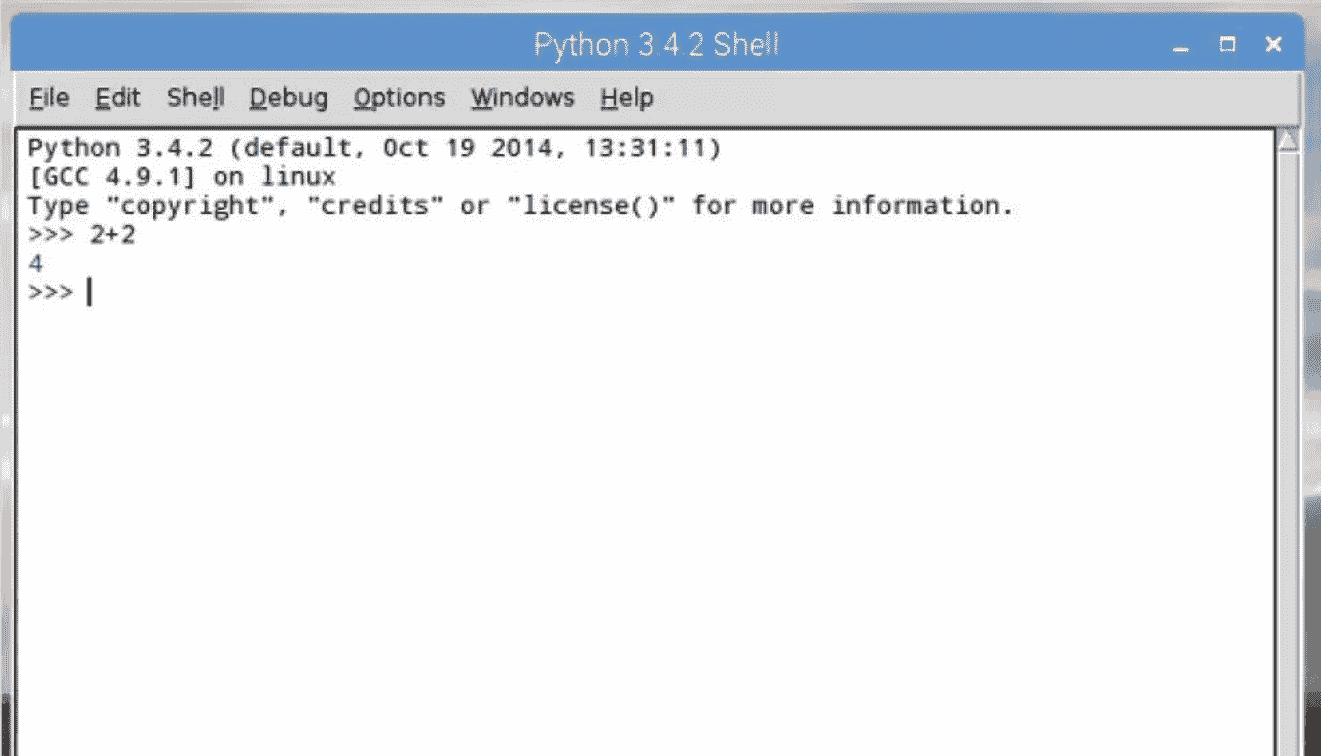 Python 3.4.2 Shell
File Edit Shell Debug Options Windows Help
Python 3.4.2 (default, Oct 19 2014, 13:31:11)
[GCC 4.9.1] on linux
Type "copyright", "credits" or "license()" for more information.
>>> 2+2
4
>>>